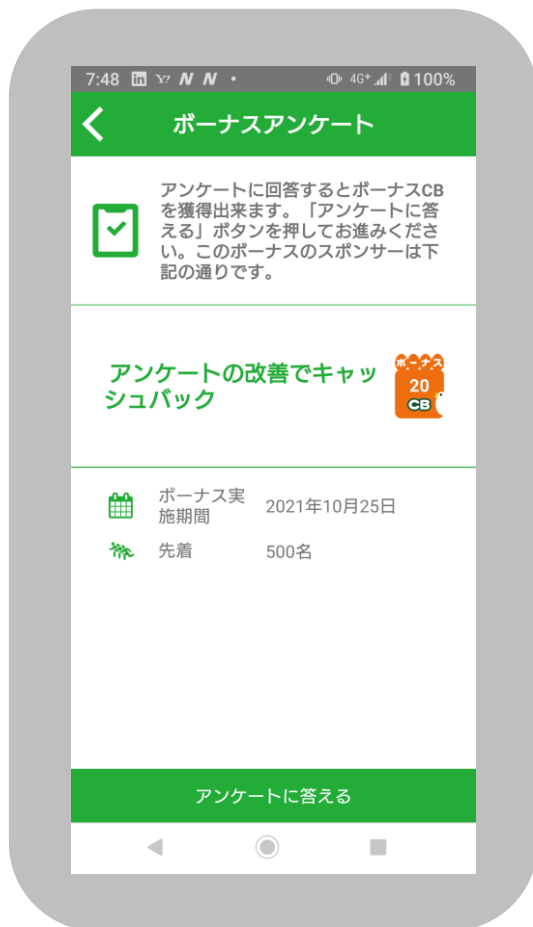 7:48 in Y? N N • 4G+ 100%
ボーナスアンケート
アンケートに回答するとボーナスCB
を獲得出来ます。「アンケートに答
える」ボタンを押してお進みくださ
い。このボーナスのスポンサーは下
記の通りです。
アンケートの改善でキャッ
シュバック
ボーナス
20
CB
ボーナス実
施期間
2021年10月25日
先着
500名
アンケートに答える